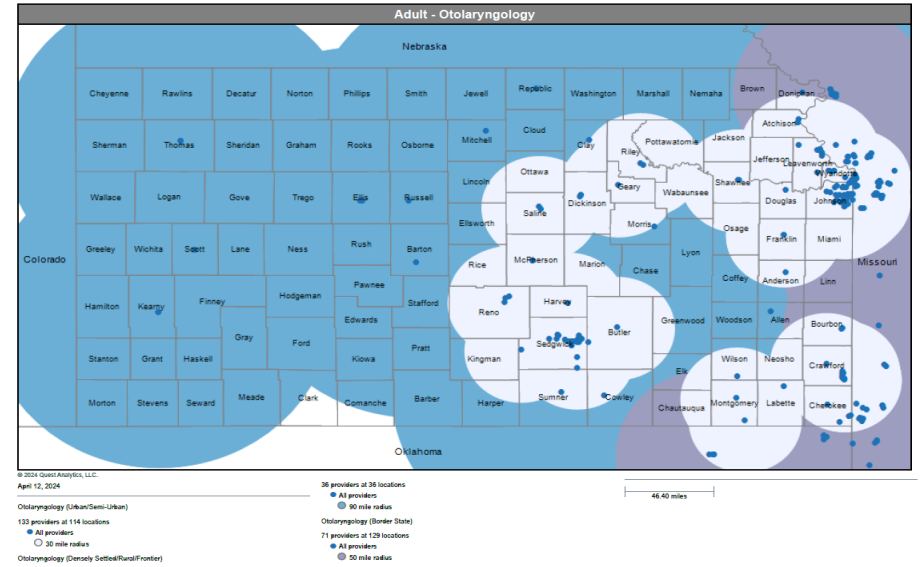 Adult - Otolaryngology
Nebraska
Cheyenne Rawlins Decatur Norton Phillips Smith Jewell Republic Washington Marshall Nemaha Brown Doniphan
Atchison
Sherman Thomas Sheridan Graham Rooks Osborne Mitchell Cloud Clay Riley Pottawatomie Jackson
Jefferson Leavenworth
Wyandotte
Wallace Logan Gove Trego Ellis Russell Lincoln Ottawa Geary Wabaunsee Shawnee
Saline Dickinson Douglas Johnson
Ellsworth Morris Osage Franklin Miami
Colorado Greeley Wichita Scott Lane Ness Rush Barton Rice McPherson Marion Chase Lyon Missouri
Coffey Anderson Linn
Hamilton Kearny Finney Hodgeman Pawnee Stafford Reno Harvey
Edwards Butler Greenwood Woodson Allen Bourbon
Gray Ford Sedgwick
Stanton Grant Haskell Kiowa Pratt Kingman Elk Wilson Neosho Crawford
Morton Stevens Seward Meade Clark Comanche Barber Harper Sumner Cowley Chautauqua Montgomery Labette Cherokee
Oklahoma
© 2024 Quest Analytics, LLC.
April 12, 2024
Otolaryngology (Urban/Semi-Urban)
133 providers at 114 locations
All providers
30 mile radius
Otolaryngology (Densely Settled/Rural/Frontier)
36 providers at 36 locations
All providers
90 mile radius
Otolaryngology (Border State)
71 providers at 129 locations
All providers
50 mile radius
46.40 miles